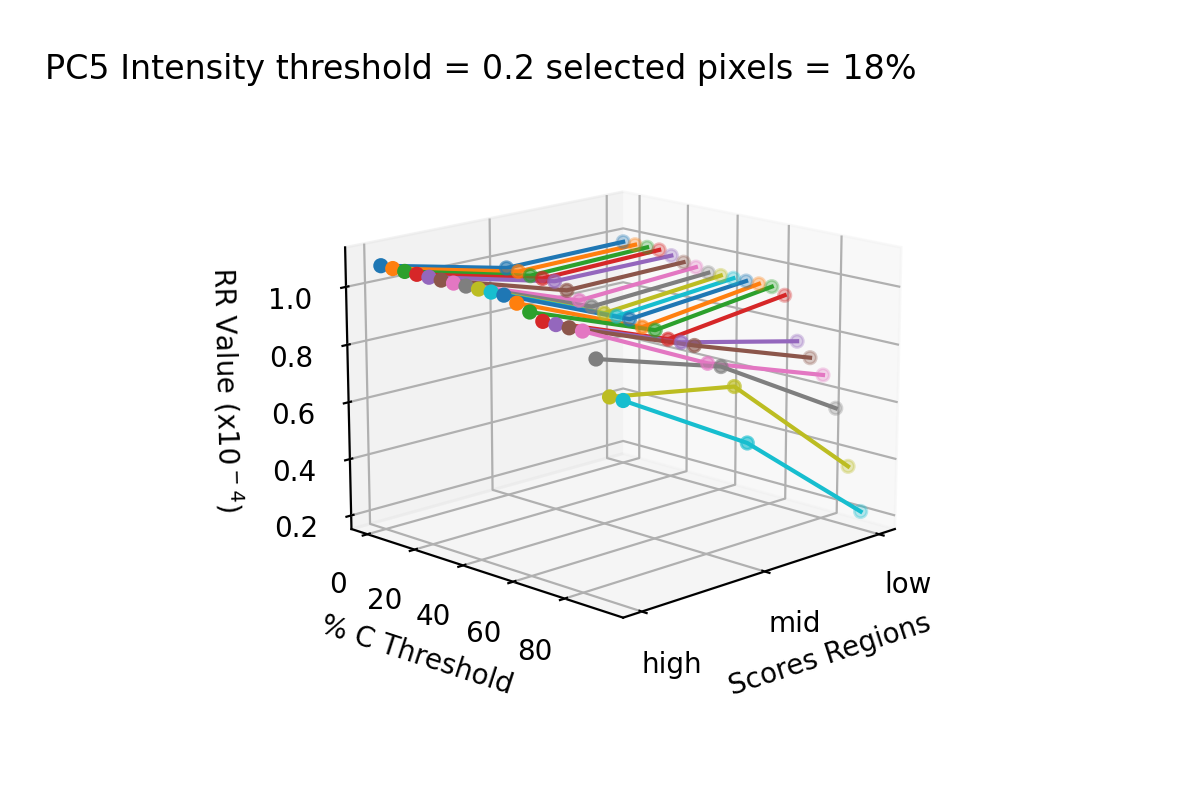 PC5 Intensity threshold = 0.2 selected pixels = 18%
RR Value (x10⁻⁴)
1.0
0.8
0.6
0.4
0.2
0
20
40
60
80
% C Threshold
high
mid
low
Scores Regions